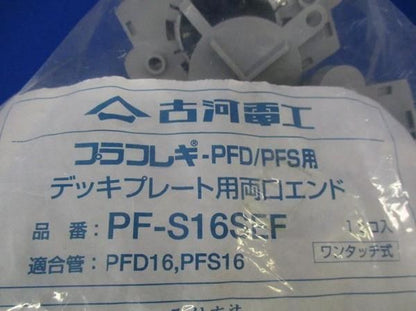 古河電工
プラフレキ-PFD/PFS用
デッキプレート用両口エンド
品番:PF-S16SEF
ワンタッチ式
適合管:PFD16,PFS16